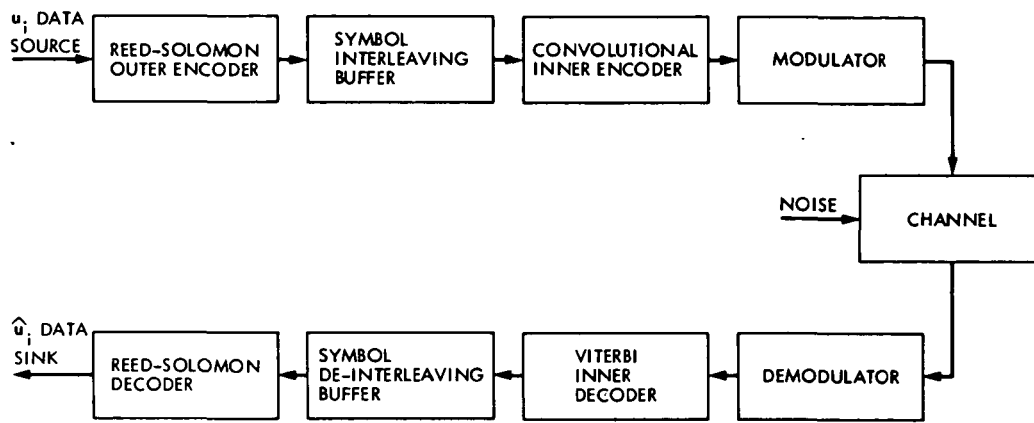 u_i DATA
SOURCE
REED-SOLOMON
OUTER ENCODER
SYMBOL
INTERLEAVING
BUFFER
CONVOLUTIONAL
INNER ENCODER
MODULATOR
NOISE
CHANNEL
û_i DATA
SINK
REED-SOLOMON
DECODER
SYMBOL
DE-INTERLEAVING
BUFFER
VITERBI
INNER
DECODER
DEMODULATOR